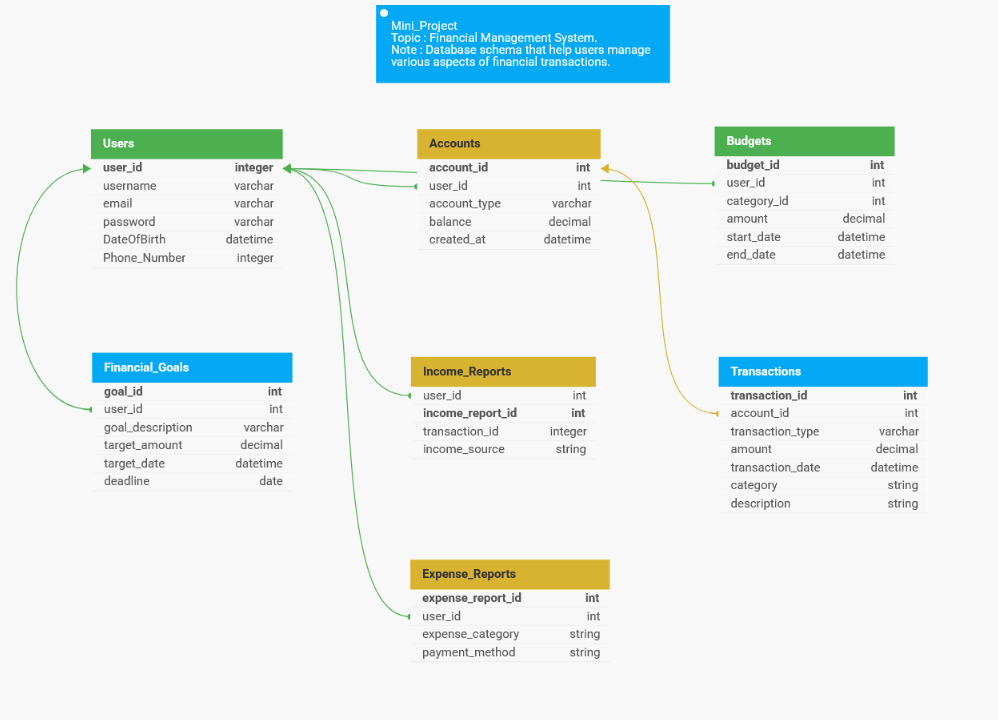 Mini_Project
Topic : Financial Management System.
Note : Database schema that help users manage
various aspects of financial transactions.
Users
user_id integer
username varchar
email varchar
password varchar
DateOfBirth datetime
Phone_Number integer
Accounts
account_id int
user_id int
account_type varchar
balance decimal
created_at datetime
Budgets
budget_id int
user_id int
category_id int
amount decimal
start_date datetime
end_date datetime
Financial_Goals
goal_id int
user_id int
goal_description varchar
target_amount decimal
target_date datetime
deadline date
Income_Reports
user_id int
income_report_id int
transaction_id integer
income_source string
Transactions
transaction_id int
account_id int
transaction_type varchar
amount decimal
transaction_date datetime
category string
description string
Expense_Reports
expense_report_id int
user_id int
expense_category string
payment_method string